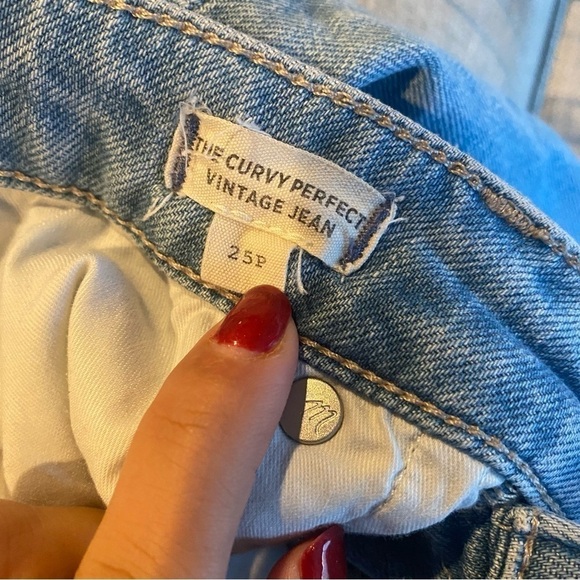 THE CURVY PERFECT
VINTAGE JEAN
25P
m